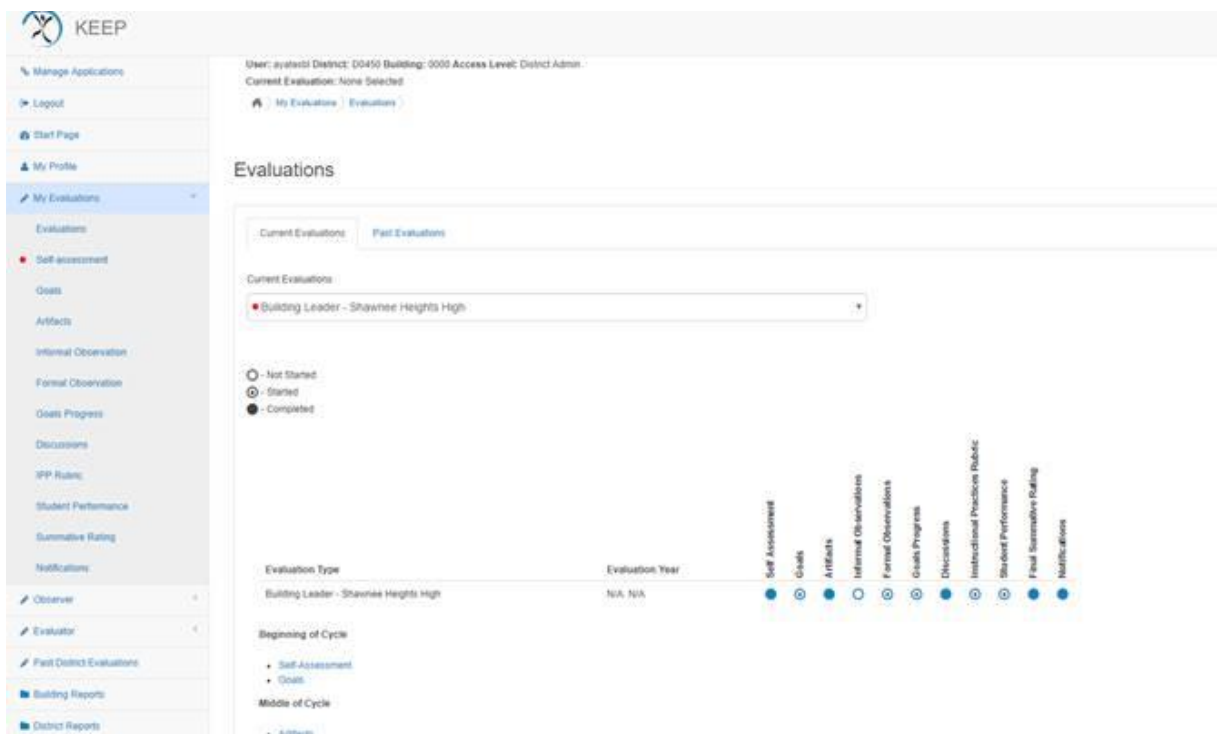 KEEP
Manage Applications
Logout
Start Page
My Profile
My Evaluations
Evaluations
Self-assessment
Goals
Artifacts
Informal Observation
Formal Observation
Goals Progress
Discussions
IPP Rubric
Student Performance
Summative Rating
Notifications
Observer
Evaluator
Past District Evaluations
Building Reports
District Reports
User: District: D0450 Building: 0000 Access Level: District Admin
Current Evaluation: None Selected
My Evaluations Evaluations
Evaluations
Current Evaluations Past Evaluations
Current Evaluations
Building Leader - Shawnee Heights High
- Not Started
- Started
- Completed
Evaluation Type Evaluation Year Self Assessment Goals Artifacts Informal Observations Formal Observations Goals Progress Discussions Instructional Practices Rubric Student Performance Final Summative Rating Notifications
Building Leader - Shawnee Heights High N/A: N/A
Beginning of Cycle
Self-Assessment
Goals
Middle of Cycle
Artifacts